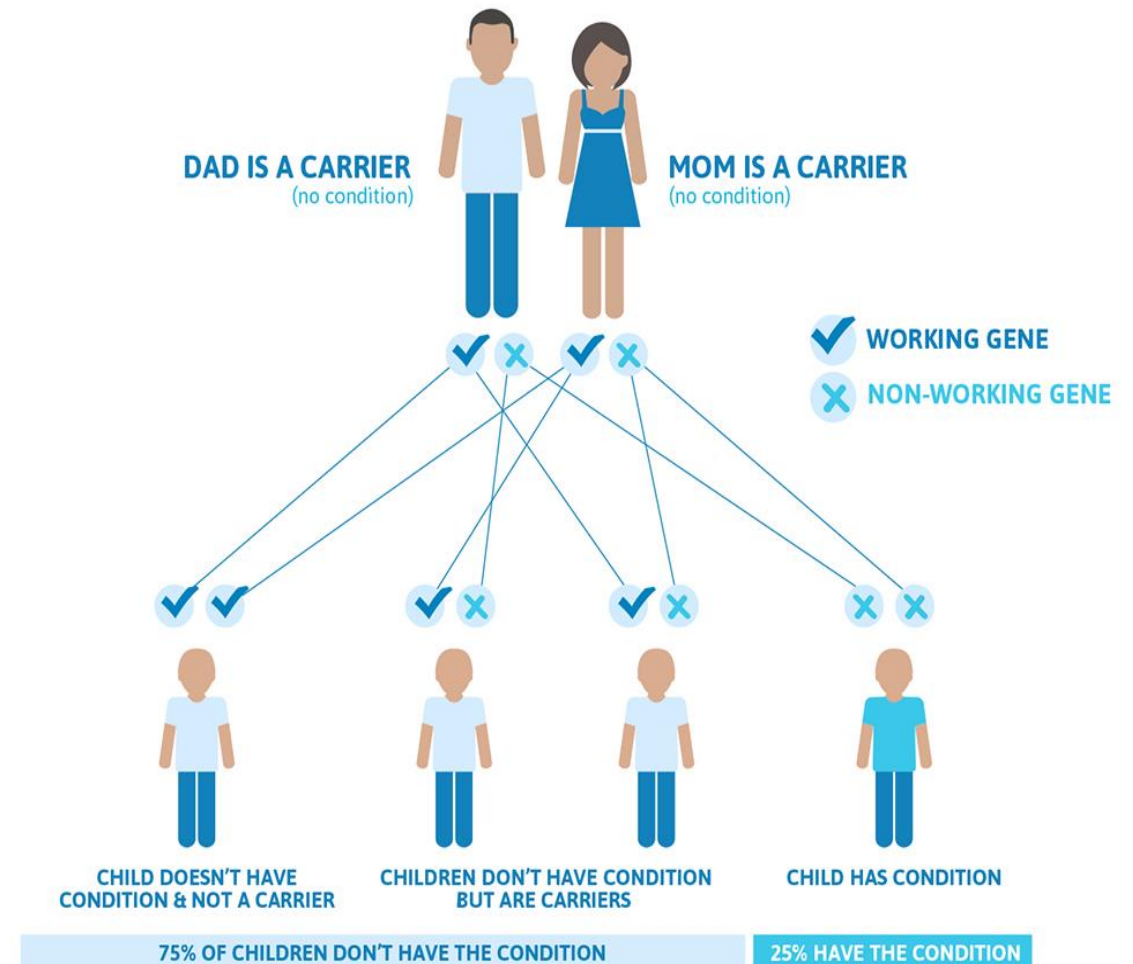 DAD IS A CARRIER
(no condition)
MOM IS A CARRIER
(no condition)
WORKING GENE
NON-WORKING GENE
CHILD DOESN'T HAVE
CONDITION & NOT A CARRIER
CHILDREN DON'T HAVE CONDITION
BUT ARE CARRIERS
CHILD HAS CONDITION
75% OF CHILDREN DON'T HAVE THE CONDITION
25% HAVE THE CONDITION